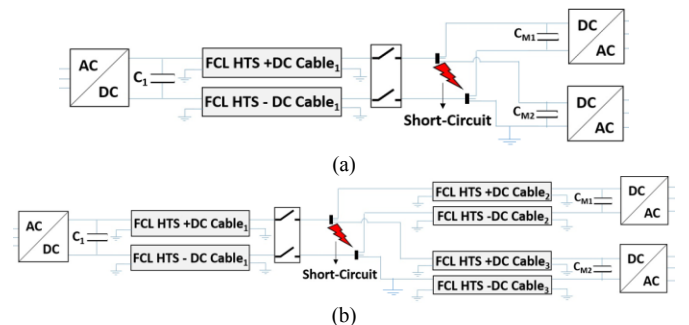 AC
DC
C1
FCL HTS +DC Cable1
FCL HTS - DC Cable1
Short-Circuit
CM1
DC
AC
CM2
DC
AC
(a)
AC
DC
C1
FCL HTS +DC Cable1
FCL HTS - DC Cable1
Short-Circuit
FCL HTS +DC Cable2
FCL HTS -DC Cable2
CM1
DC
AC
FCL HTS +DC Cable3
FCL HTS -DC Cable3
CM2
DC
AC
(b)